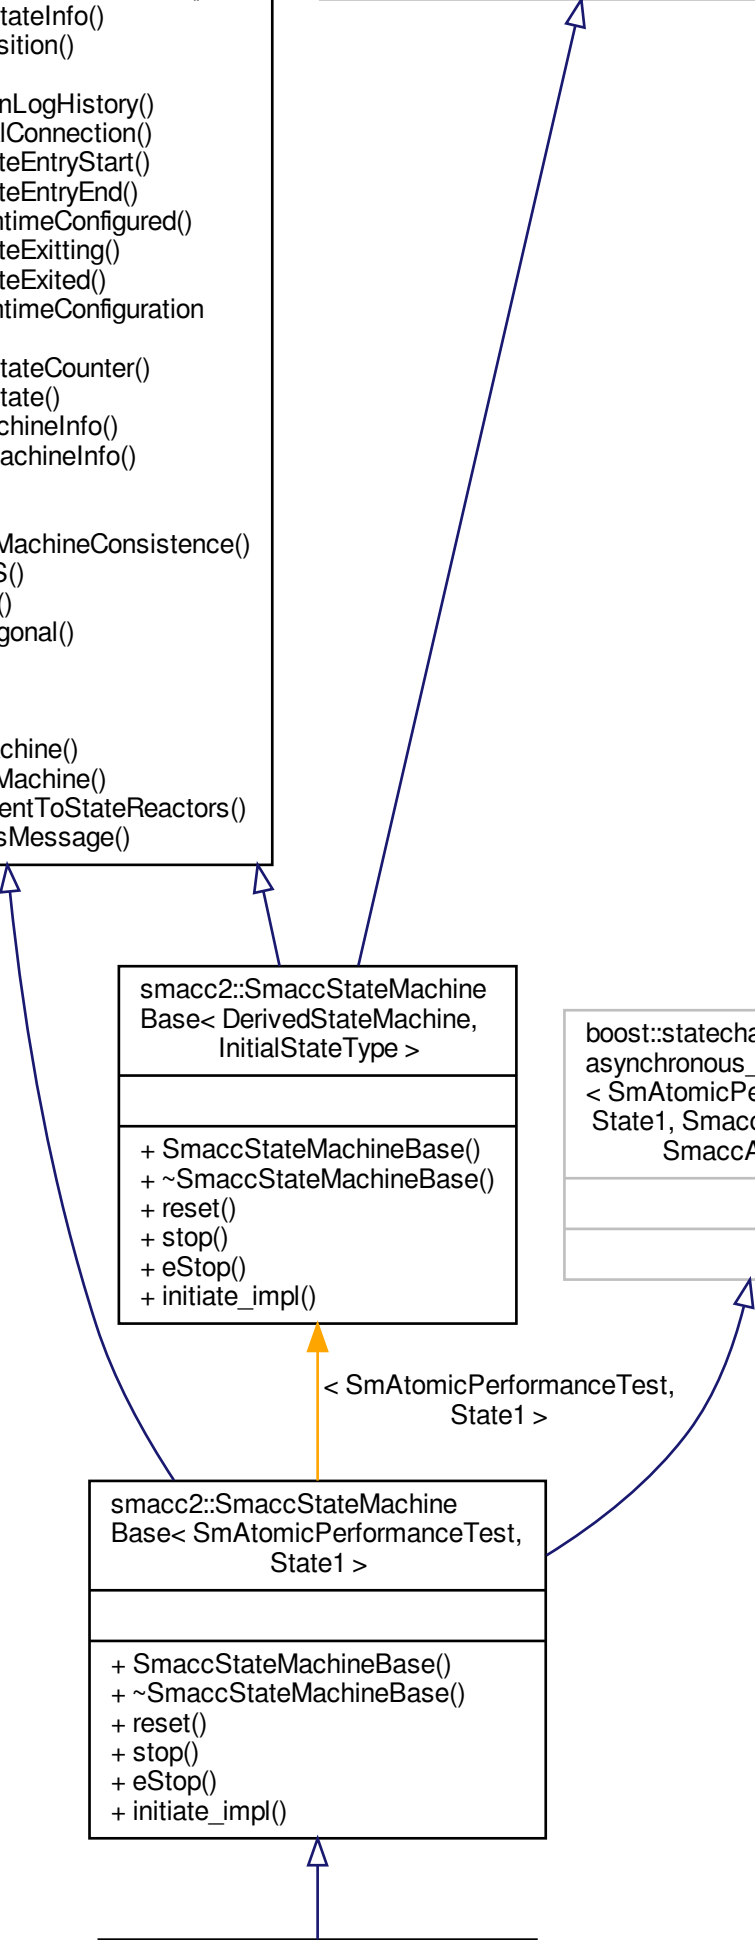 tateInfo()
sition()
nLogHistory()
lConnection()
teEntryStart()
teEntryEnd()
ntimeConfigured()
teExitting()
teExited()
ntimeConfiguration
tateCounter()
tate()
chineInfo()
achineInfo()
MachineConsistence()
S()
()
gonal()
chine()
Machine()
entToStateReactors()
sMessage()
smacc2::SmaccStateMachine
Base< DerivedStateMachine,
InitialStateType >
+ SmaccStateMachineBase()
+ ~SmaccStateMachineBase()
+ reset()
+ stop()
+ eStop()
+ initiate_impl()
boost::statecha
asynchronous_
< SmAtomicPe
State1, Smacc
SmaccA
< SmAtomicPerformanceTest,
State1 >
smacc2::SmaccStateMachine
Base< SmAtomicPerformanceTest,
State1 >
+ SmaccStateMachineBase()
+ ~SmaccStateMachineBase()
+ reset()
+ stop()
+ eStop()
+ initiate_impl()